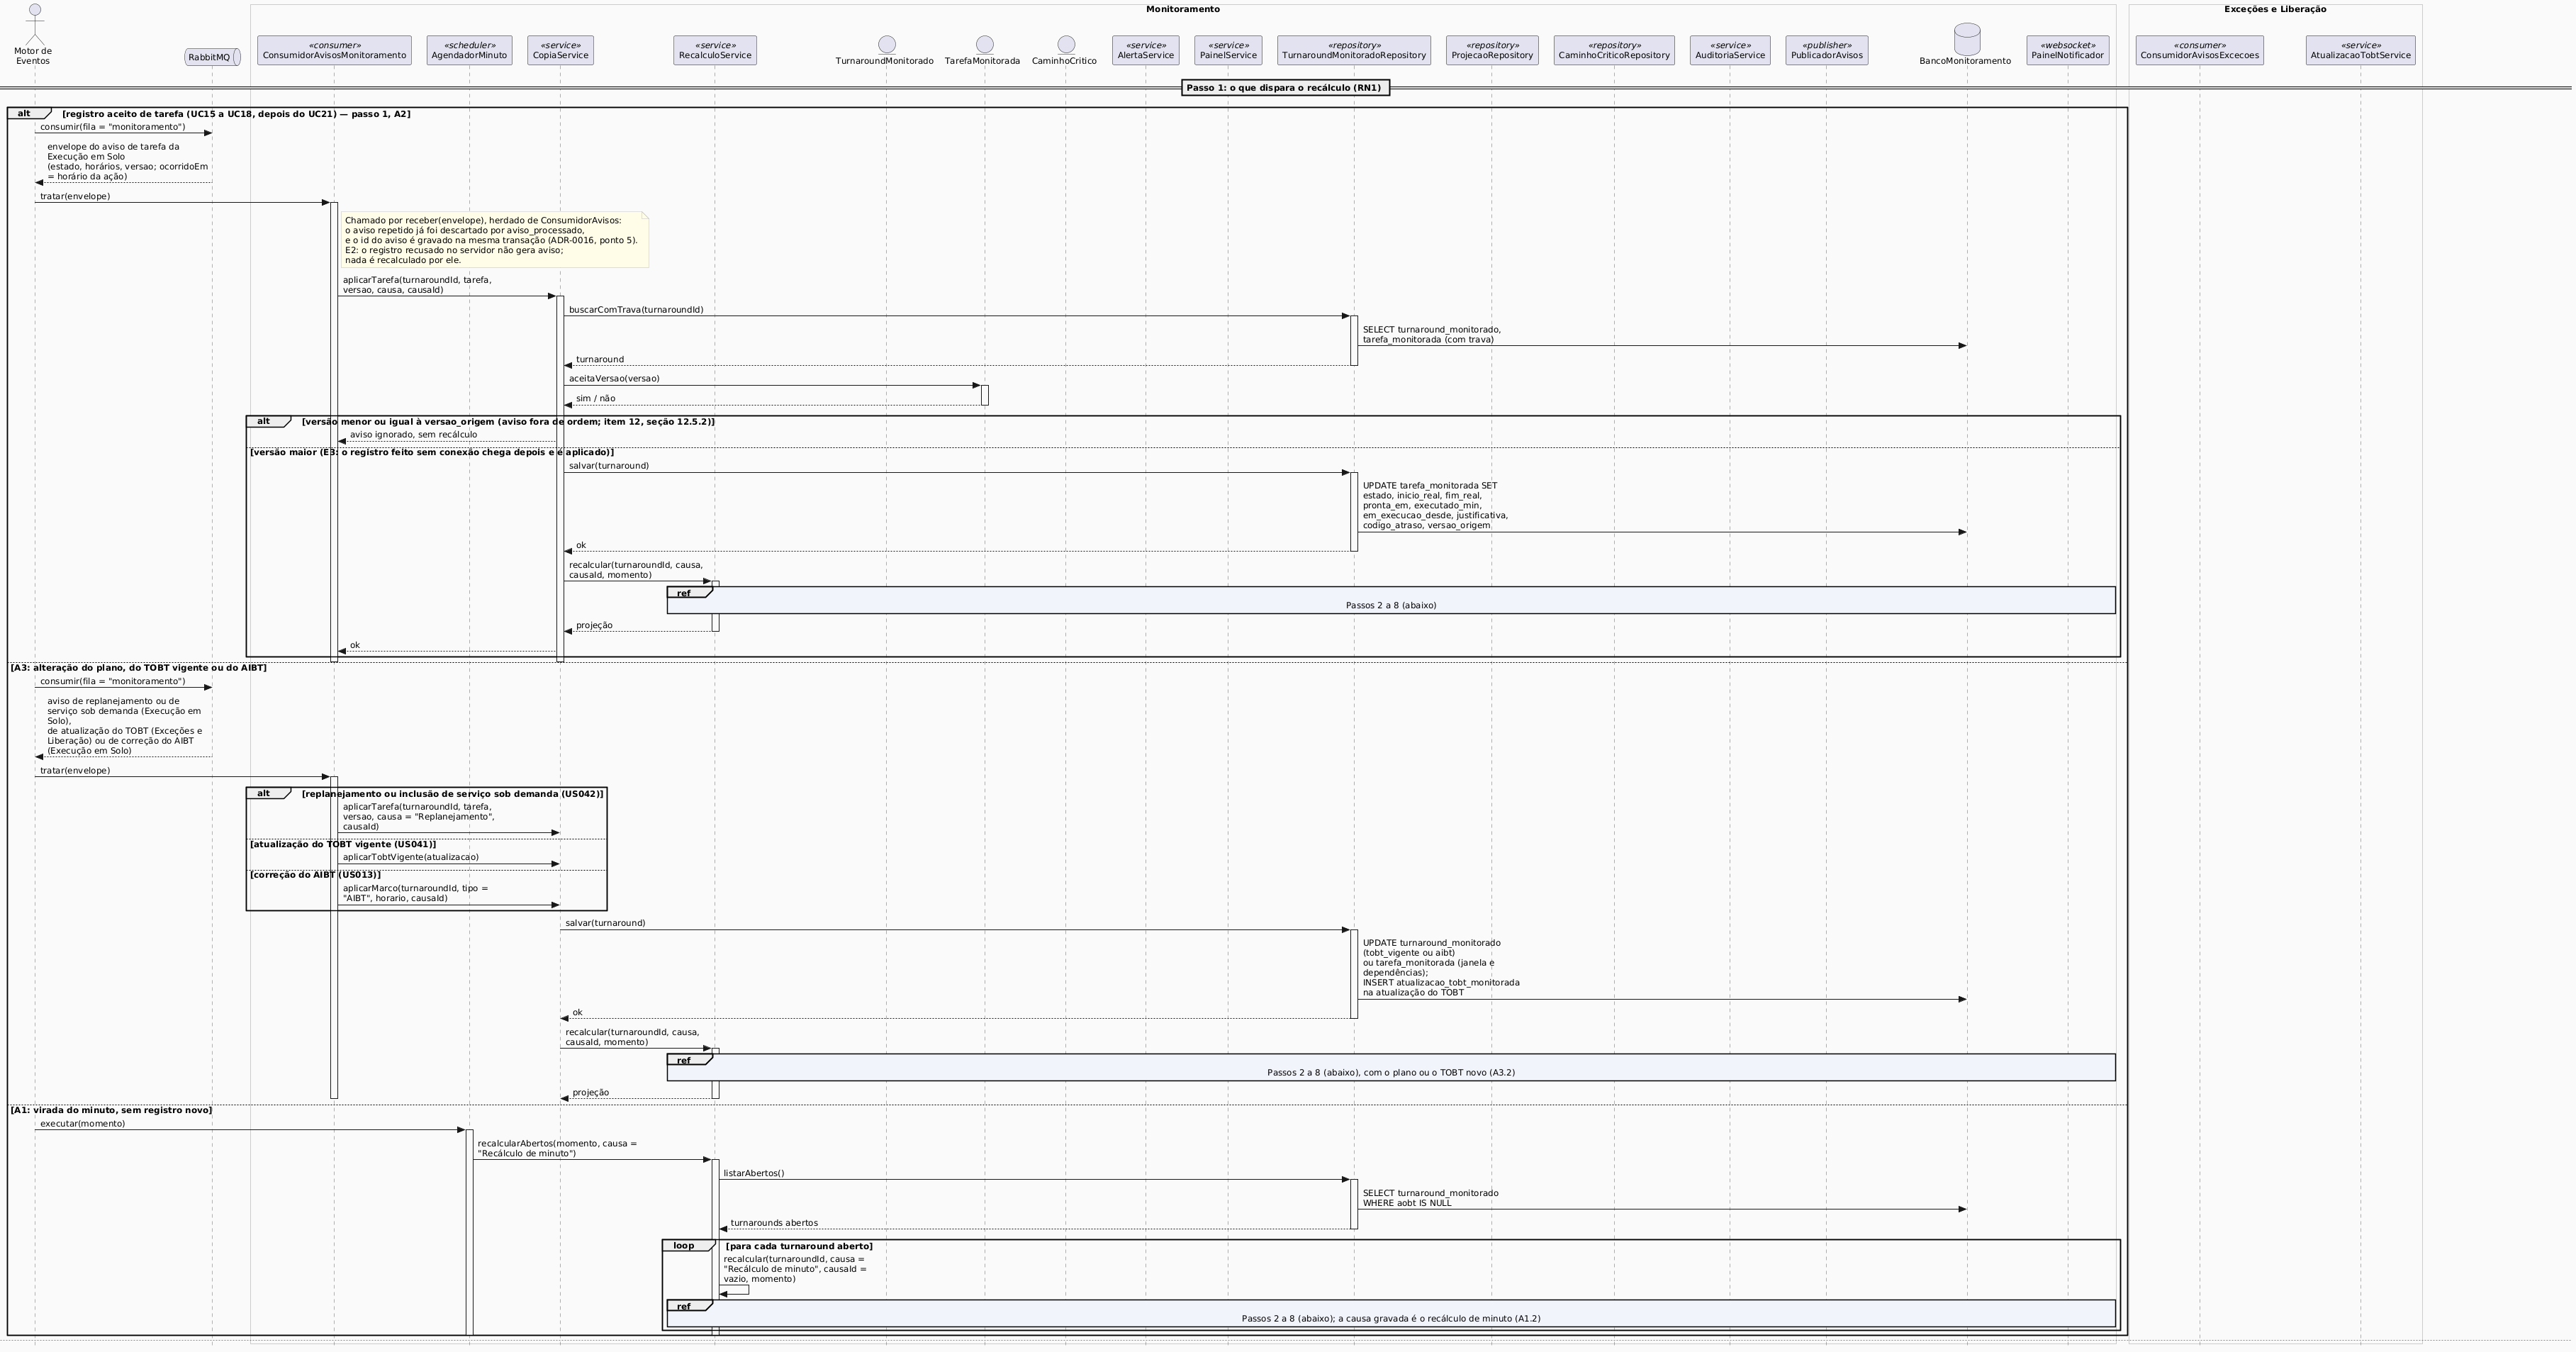 Monitoramento
Exceções e Liberação
Motor de
Eventos
RabbitMQ
«consumer»
ConsumidorAvisosMonitoramento
«scheduler»
AgendadorMinuto
«service»
CopiaService
«service»
RecalculoService
TurnaroundMonitorado
TarefaMonitorada
CaminhoCritico
«service»
AlertaService
«service»
PainelService
«repository»
TurnaroundMonitoradoRepository
«repository»
ProjecaoRepository
«repository»
CaminhoCriticoRepository
«service»
AuditoriaService
«publisher»
PublicadorAvisos
BancoMonitoramento
«websocket»
PainelNotificador
«consumer»
ConsumidorAvisosExcecoes
«service»
AtualizacaoTobtService
Passo 1: o que dispara o recálculo (RN1)
alt [registro aceito de tarefa (UC15 a UC18, depois do UC21) — passo 1, A2]
consumir(fila = "monitoramento")
envelope do aviso de tarefa da
Execução em Solo
(estado, horários, versao; ocorridoEm
= horário da ação)
tratar(envelope)
Chamado por receber(envelope), herdado de ConsumidorAvisos:
o aviso repetido já foi descartado por aviso_processado,
e o id do aviso é gravado na mesma transação (ADR-0016, ponto 5).
E2: o registro recusado no servidor não gera aviso;
nada é recalculado por ele.
aplicarTarefa(turnaroundId, tarefa,
versao, causa, causaId)
buscarComTrava(turnaroundId)
SELECT turnaround_monitorado,
tarefa_monitorada (com trava)
turnaround
aceitaVersao(versao)
sim / não
alt [versão menor ou igual à versao_origem (aviso fora de ordem; item 12, seção 12.5.2)]
aviso ignorado, sem recálculo
[versão maior (E3: o registro feito sem conexão chega depois e é aplicado)]
salvar(turnaround)
UPDATE tarefa_monitorada SET
estado, inicio_real, fim_real,
pronta_em, executado_min,
em_execucao_desde, justificativa,
codigo_atraso, versao_origem
ok
recalcular(turnaroundId, causa,
causaId, momento)
ref
Passos 2 a 8 (abaixo)
projeção
ok
[A3: alteração do plano, do TOBT vigente ou do AIBT]
consumir(fila = "monitoramento")
aviso de replanejamento ou de
serviço sob demanda (Execução em
Solo),
de atualização do TOBT (Exceções e
Liberação) ou de correção do AIBT
(Execução em Solo)
tratar(envelope)
alt [replanejamento ou inclusão de serviço sob demanda (US042)]
aplicarTarefa(turnaroundId, tarefa,
versao, causa = "Replanejamento",
causaId)
[atualização do TOBT vigente (US041)]
aplicarTobtVigente(atualizacao)
[correção do AIBT (US013)]
aplicarMarco(turnaroundId, tipo =
"AIBT", horario, causaId)
salvar(turnaround)
UPDATE turnaround_monitorado
(tobt_vigente ou aibt)
ou tarefa_monitorada (janela e
dependências);
INSERT atualizacao_tobt_monitorada
na atualização do TOBT
ok
recalcular(turnaroundId, causa,
causaId, momento)
ref
Passos 2 a 8 (abaixo), com o plano ou o TOBT novo (A3.2)
projeção
[A1: virada do minuto, sem registro novo]
executar(momento)
recalcularAbertos(momento, causa =
"Recálculo de minuto")
listarAbertos()
SELECT turnaround_monitorado
WHERE aobt IS NULL
turnarounds abertos
loop [para cada turnaround aberto]
recalcular(turnaroundId, causa =
"Recálculo de minuto", causaId =
vazio, momento)
ref
Passos 2 a 8 (abaixo); a causa gravada é o recálculo de minuto (A1.2)